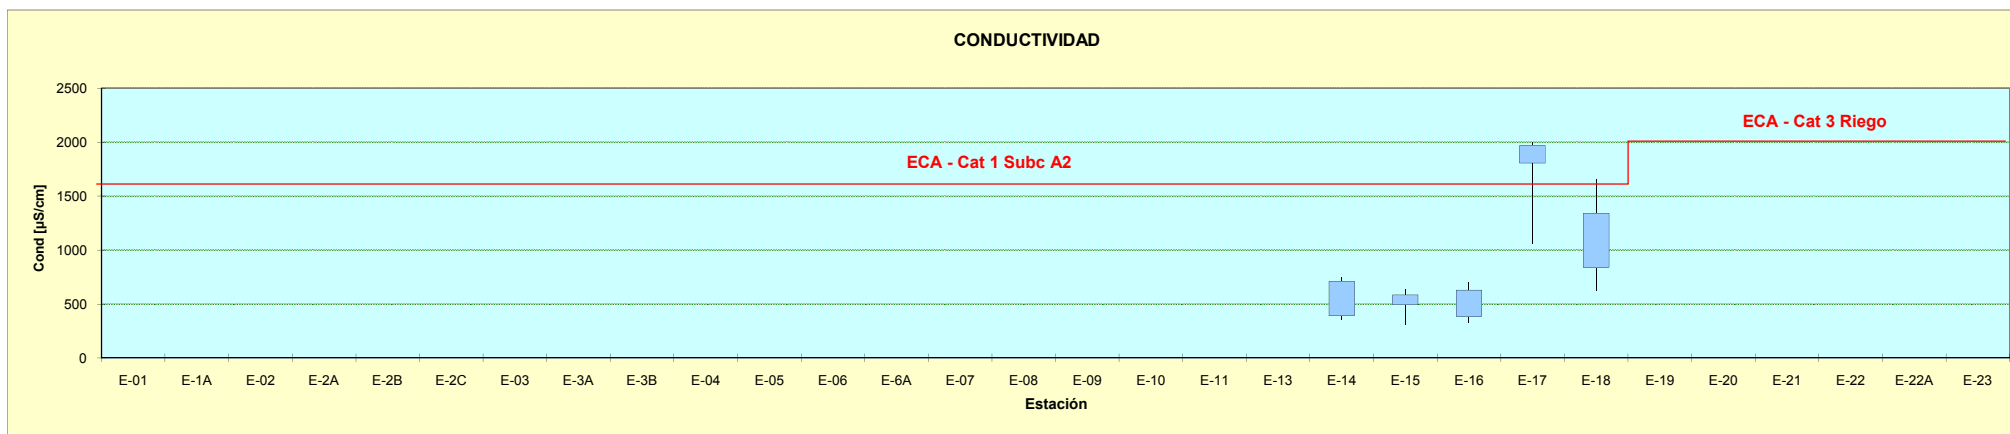 CONDUCTIVIDAD
2500
2000
1500
1000
500
0
Cond [µS/cm]
ECA - Cat 1 Subc A2
ECA - Cat 3 Riego
E-01 E-1A E-02 E-2A E-2B E-2C E-03 E-3A E-3B E-04 E-05 E-06 E-6A E-07 E-08 E-09 E-10 E-11 E-13 E-14 E-15 E-16 E-17 E-18 E-19 E-20 E-21 E-22 E-22A E-23
Estación